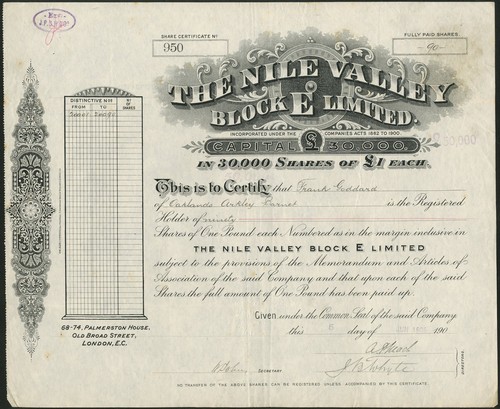 SHARE CERTIFICATE No
950
FULLY PAID SHARES.
-90-
THE NILE VALLEY
BLOCK E LIMITED.
INCORPORATED UNDER THE COMPANIES ACTS 1862 TO 1900.
CAPITAL £ 30,000.
IN 30,000 SHARES OF £1 EACH.
DISTINCTIVE Nos No OF
FROM TO SHARES
This is to Certify that Frank Goddard
of Oaklands Arkley Barnet is the Registered
Holder of ninety
Shares of One Pound each Numbered as in the margin inclusive in
THE NILE VALLEY BLOCK E LIMITED
subject to the provisions of the Memorandum and Articles of
Association of the said Company and that upon each of the said
Shares the full amount of One Pound has been paid up.
Given under the Common Seal of the said Company
this day of 190
68-74, PALMERSTON HOUSE,
OLD BROAD STREET,
LONDON, E.C.
SECRETARY
DIRECTORS
NO TRANSFER OF THE ABOVE SHARES CAN BE REGISTERED UNLESS ACCOMPANIED BY THIS CERTIFICATE.